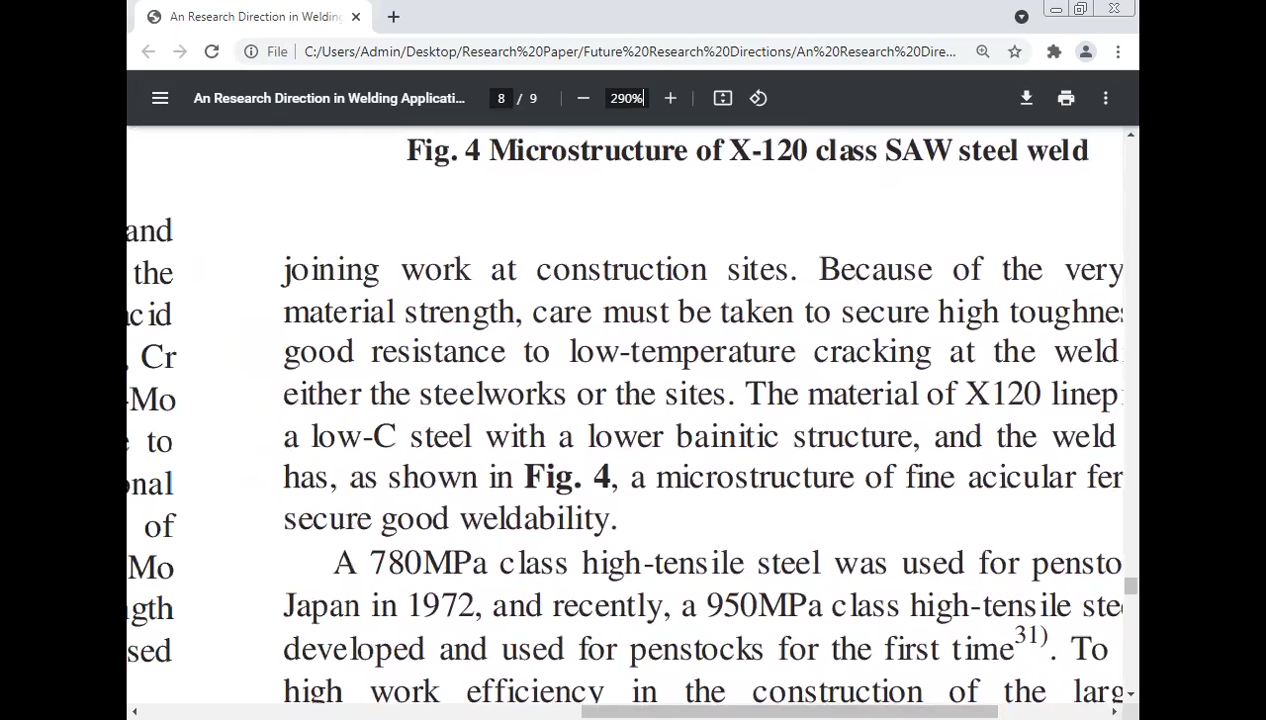 An Research Direction in Welding
File C:/Users/Admin/Desktop/Research%20Paper/Future%20Research%20Directions/An%20Research%20Dire...
An Research Direction in Welding Applicati...
8 / 9
290%
Fig. 4 Microstructure of X-120 class SAW steel weld
and
the
acid
, Cr
-Mo
to
onal
of
Mo
gth
sed
joining work at construction sites. Because of the very
material strength, care must be taken to secure high toughne
good resistance to low-temperature cracking at the weld
either the steelworks or the sites. The material of X120 linep
a low-C steel with a lower bainitic structure, and the weld
has, as shown in Fig. 4, a microstructure of fine acicular fer
secure good weldability.
A 780MPa class high-tensile steel was used for pensto
Japan in 1972, and recently, a 950MPa class high-tensile ste
developed and used for penstocks for the first time31). To
high work efficiency in the construction of the larg